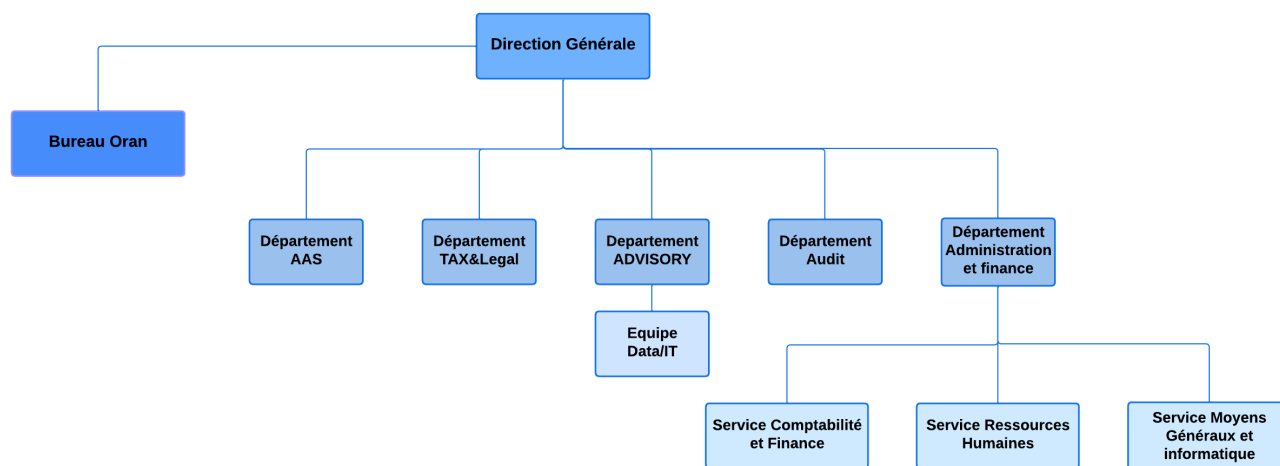 Direction Générale
Bureau Oran
Département
AAS
Département
TAX&Legal
Departement
ADVISORY
Département
Audit
Département
Administration
et finance
Equipe
Data/IT
Service Comptabilité
et Finance
Service Ressources
Humaines
Service Moyens
Généraux et
informatique